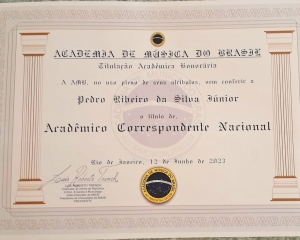 ACADEMIA DE MÚSICA DO BRASIL
Titulação Acadêmica Honorária
A AMB, no uso pleno de seus atributos, vem conferir a
Pedro Ribeiro da Silva Júnior
o título de,
Acadêmico Correspondente Nacional
Rio de Janeiro, 12 de Junho de 2023